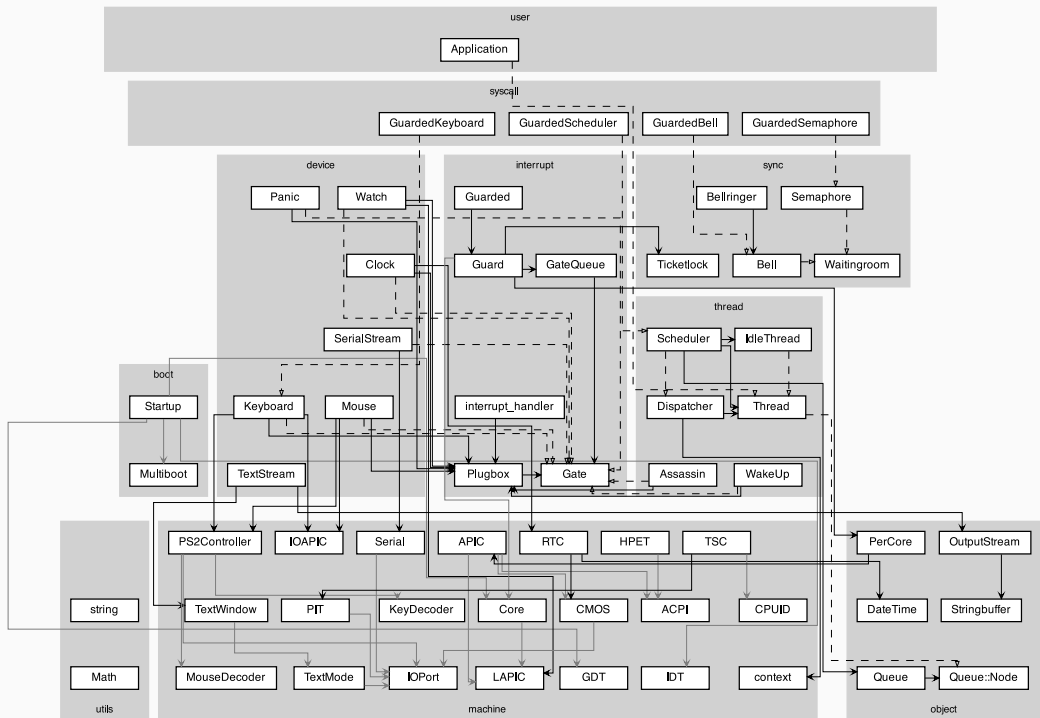 user
Application
syscall
GuardedKeyboard GuardedScheduler GuardedBell GuardedSemaphore
device interrupt sync
Panic Watch Guarded Bellringer Semaphore
Clock Guard GateQueue Ticketlock Bell Waitingroom
thread
SerialStream Scheduler IdleThread
boot
Startup Keyboard Mouse interrupt_handler Dispatcher Thread
Multiboot TextStream Plugbox Gate Assassin WakeUp
PS2Controller IOAPIC Serial APIC RTC HPET TSC PerCore OutputStream
string TextWindow PIT KeyDecoder Core CMOS ACPI CPUID DateTime Stringbuffer
Math MouseDecoder TextMode IOPort LAPIC GDT IDT context Queue Queue::Node
utils machine object